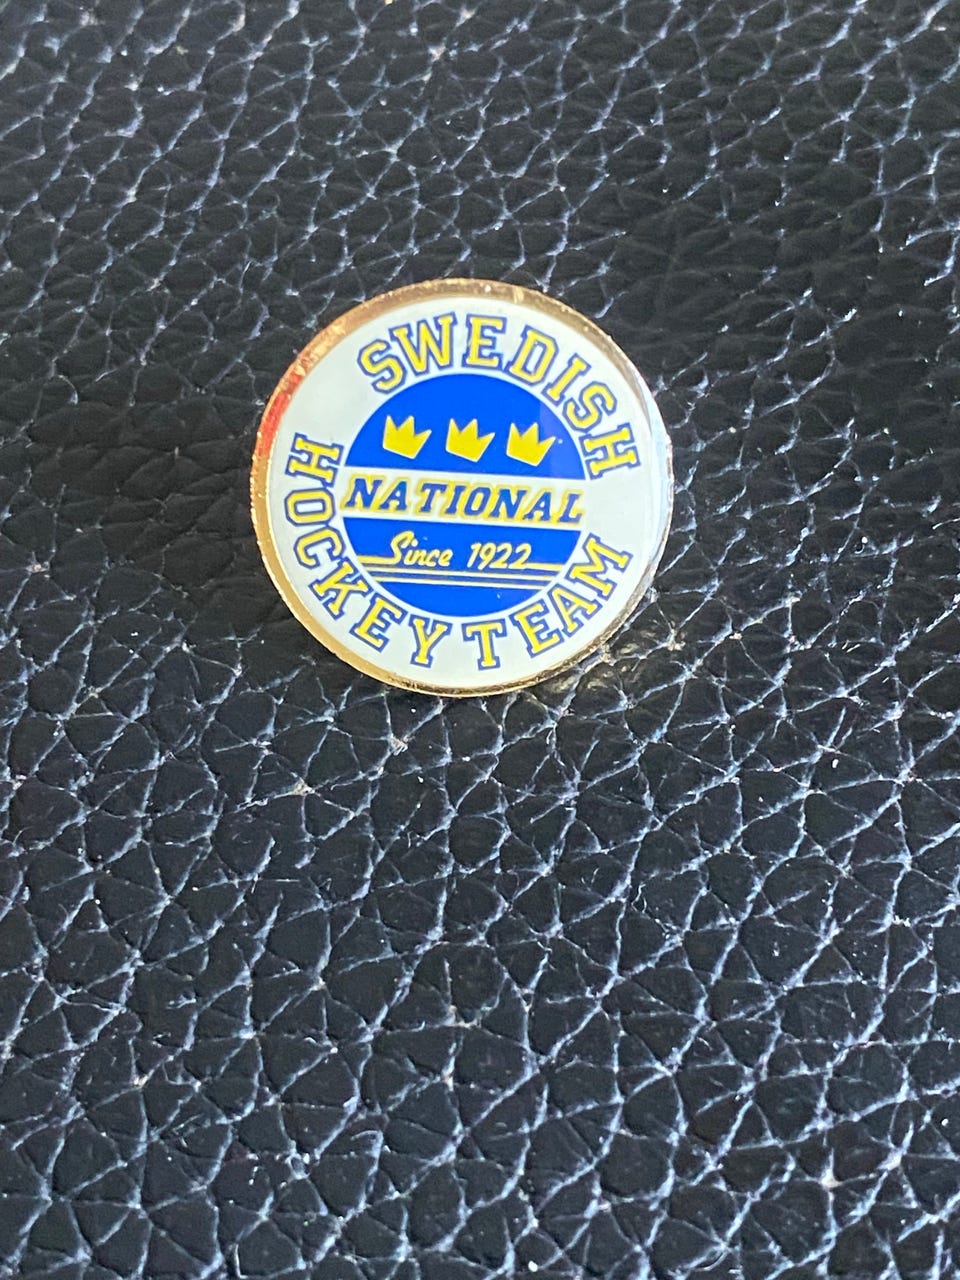 SWEDISH
NATIONAL
Since 1922
HOCKEY TEAM